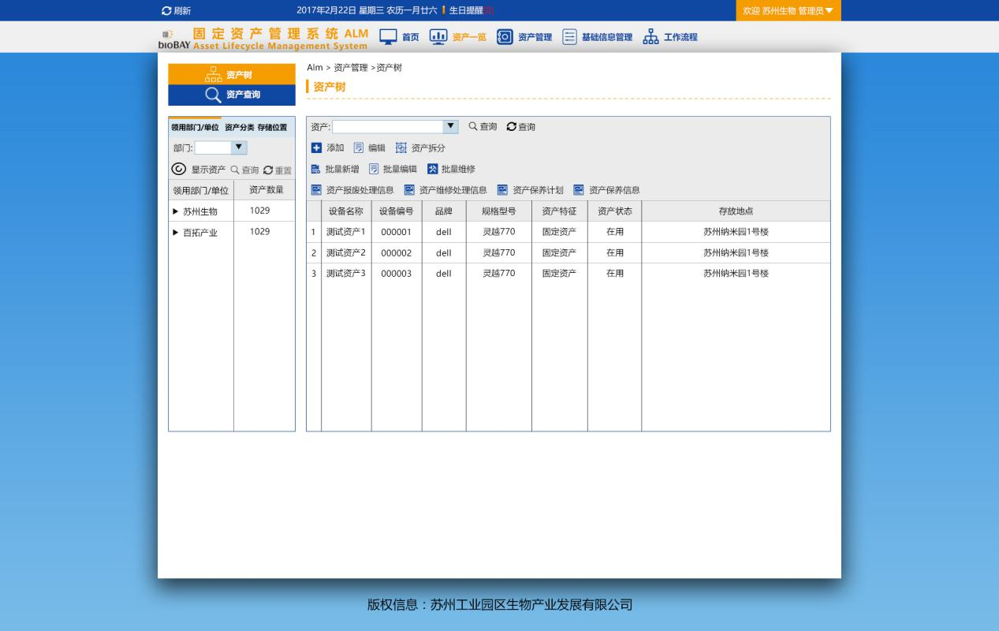 刷新 2017年2月22日 星期三 农历一月廿六 生日提醒[0] 欢迎 苏州生物 管理员
bioBAY 固定资产管理系统 ALM
Asset Lifecycle Management System
首页 资产一览 资产管理 基础信息管理 工作流程
资产树
资产查询
Alm > 资产管理 >资产树
资产树
领用部门/单位 资产分类 存储位置
部门:
显示资产 查询 重置
领用部门/单位 资产数量
苏州生物 1029
百拓产业 1029
资产: 查询 查询
添加 编辑 资产拆分
批量新增 批量编辑 批量维修
资产报废处理信息 资产维修处理信息 资产保养计划 资产保养信息
设备名称 设备编号 品牌 规格型号 资产特征 资产状态 存放地点
1 测试资产1 000001 dell 灵越770 固定资产 在用 苏州纳米园1号楼
2 测试资产2 000002 dell 灵越770 固定资产 在用 苏州纳米园1号楼
3 测试资产3 000003 dell 灵越770 固定资产 在用 苏州纳米园1号楼
版权信息：苏州工业园区生物产业发展有限公司